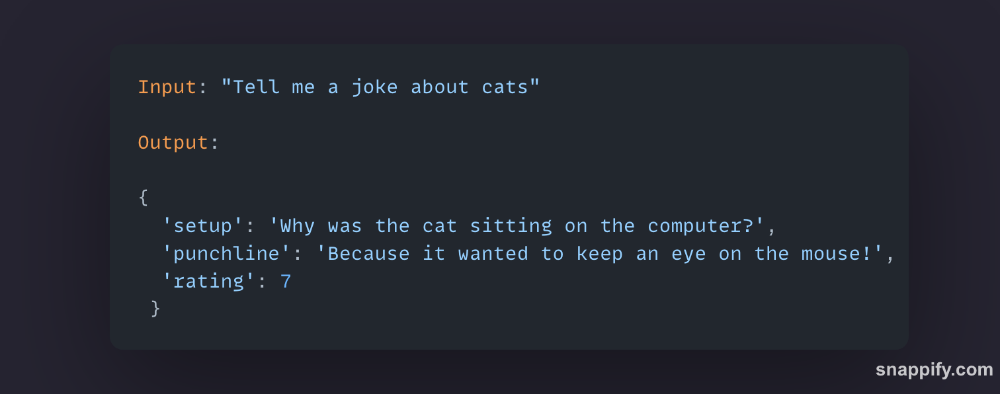 Input: "Tell me a joke about cats"
Output:
{
'setup': 'Why was the cat sitting on the computer?',
'punchline': 'Because it wanted to keep an eye on the mouse!',
'rating': 7
}
snappify.com